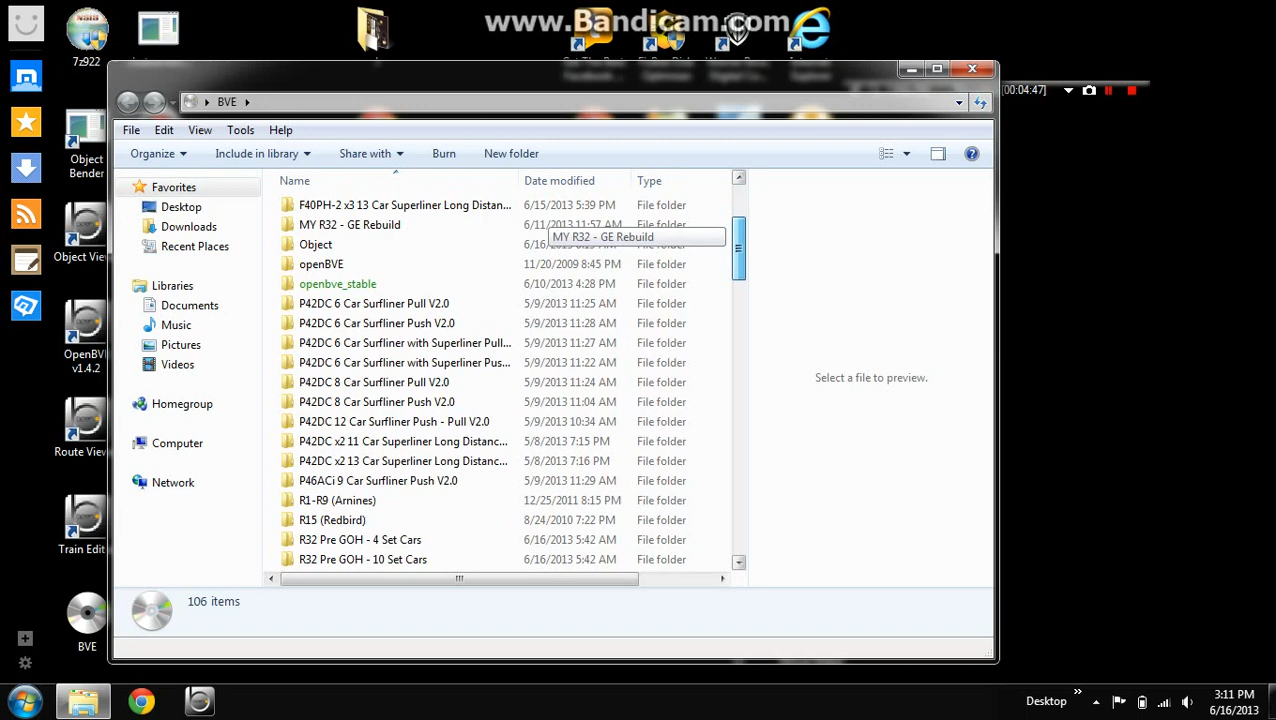 www.Bandicam.com
7z922
[00:04:47]
BVE
File Edit View Tools Help
Organize Include in library Share with Burn New folder
Name Date modified Type
Favorites
Desktop
Downloads
Recent Places
Libraries
Documents
Music
Pictures
Videos
Homegroup
Computer
Network
F40PH-2 x3 13 Car Superliner Long Distan... 6/15/2013 5:39 PM File folder
MY R32 - GE Rebuild 6/11/2013 11:57 AM File folder
MY R32 - GE Rebuild
Object File folder
openBVE 11/20/2009 8:45 PM File folder
openbve_stable 6/10/2013 4:28 PM File folder
P42DC 6 Car Surfliner Pull V2.0 5/9/2013 11:25 AM File folder
P42DC 6 Car Surfliner Push V2.0 5/9/2013 11:28 AM File folder
P42DC 6 Car Surfliner with Superliner Pull... 5/9/2013 11:27 AM File folder
P42DC 6 Car Surfliner with Superliner Pus... 5/9/2013 11:22 AM File folder
P42DC 8 Car Surfliner Pull V2.0 5/9/2013 11:24 AM File folder
P42DC 8 Car Surfliner Push V2.0 5/9/2013 11:04 AM File folder
P42DC 12 Car Surfliner Push - Pull V2.0 5/9/2013 10:34 AM File folder
P42DC x2 11 Car Superliner Long Distanc... 5/8/2013 7:15 PM File folder
P42DC x2 13 Car Superliner Long Distanc... 5/8/2013 7:16 PM File folder
P46ACi 9 Car Surfliner Push V2.0 5/9/2013 11:29 AM File folder
R1-R9 (Arnines) 12/25/2011 8:15 PM File folder
R15 (Redbird) 8/24/2010 7:22 PM File folder
R32 Pre GOH - 4 Set Cars 6/16/2013 5:42 AM File folder
R32 Pre GOH - 10 Set Cars 6/16/2013 5:42 AM File folder
Select a file to preview.
106 items
Object
Bender
Object Vie
OpenB
v1.4.2
Route View
Train Edit
BVE
Desktop
3:11 PM
6/16/2013